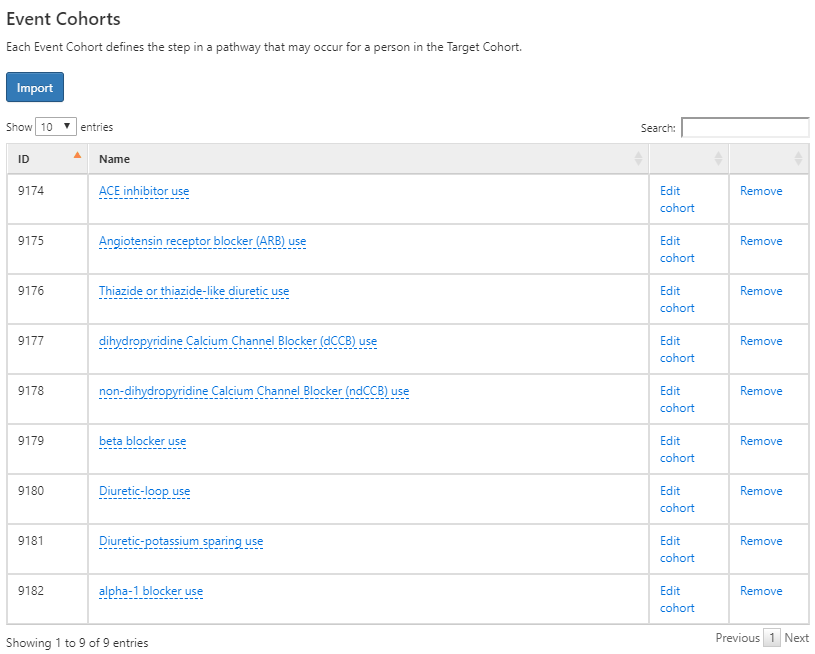 Event Cohorts
Each Event Cohort defines the step in a pathway that may occur for a person in the Target Cohort.
Import
Show 10 entries Search:
ID Name
9174 ACE inhibitor use Edit Remove
cohort
9175 Angiotensin receptor blocker (ARB) use Edit Remove
cohort
9176 Thiazide or thiazide-like diuretic use Edit Remove
cohort
9177 dihydropyridine Calcium Channel Blocker (dCCB) use Edit Remove
cohort
9178 non-dihydropyridine Calcium Channel Blocker (ndCCB) use Edit Remove
cohort
9179 beta blocker use Edit Remove
cohort
9180 Diuretic-loop use Edit Remove
cohort
9181 Diuretic-potassium sparing use Edit Remove
cohort
9182 alpha-1 blocker use Edit Remove
cohort
Showing 1 to 9 of 9 entries Previous 1 Next